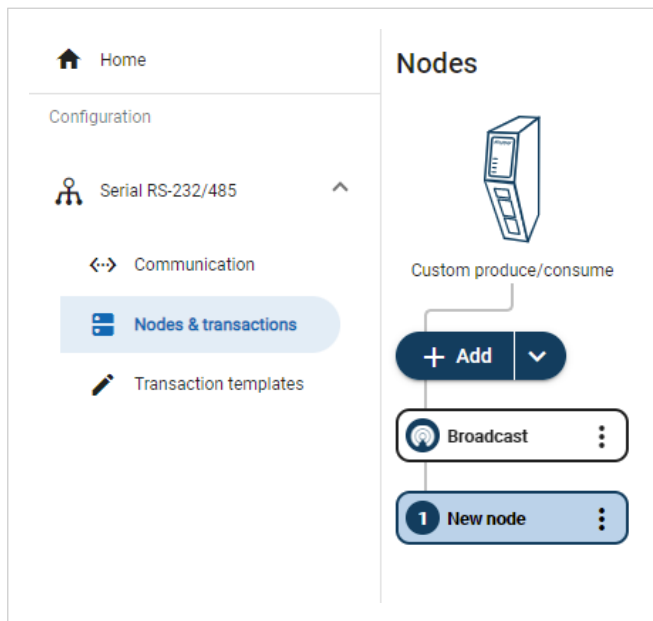 Home
Configuration
Serial RS-232/485
Communication
Nodes & transactions
Transaction templates
Nodes
Custom produce/consume
+ Add
Broadcast
1 New node